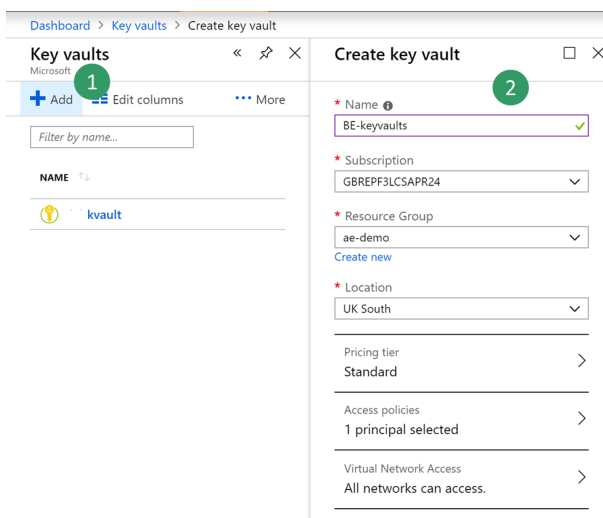 Dashboard > Key vaults > Create key vault
Key vaults
Microsoft
1
Add
Edit columns
More
Filter by name...
NAME
kvault
Create key vault
2
* Name
BE-keyvaults
* Subscription
GBREPF3LCSAPR24
* Resource Group
ae-demo
Create new
* Location
UK South
Pricing tier
Standard
Access policies
1 principal selected
Virtual Network Access
All networks can access.